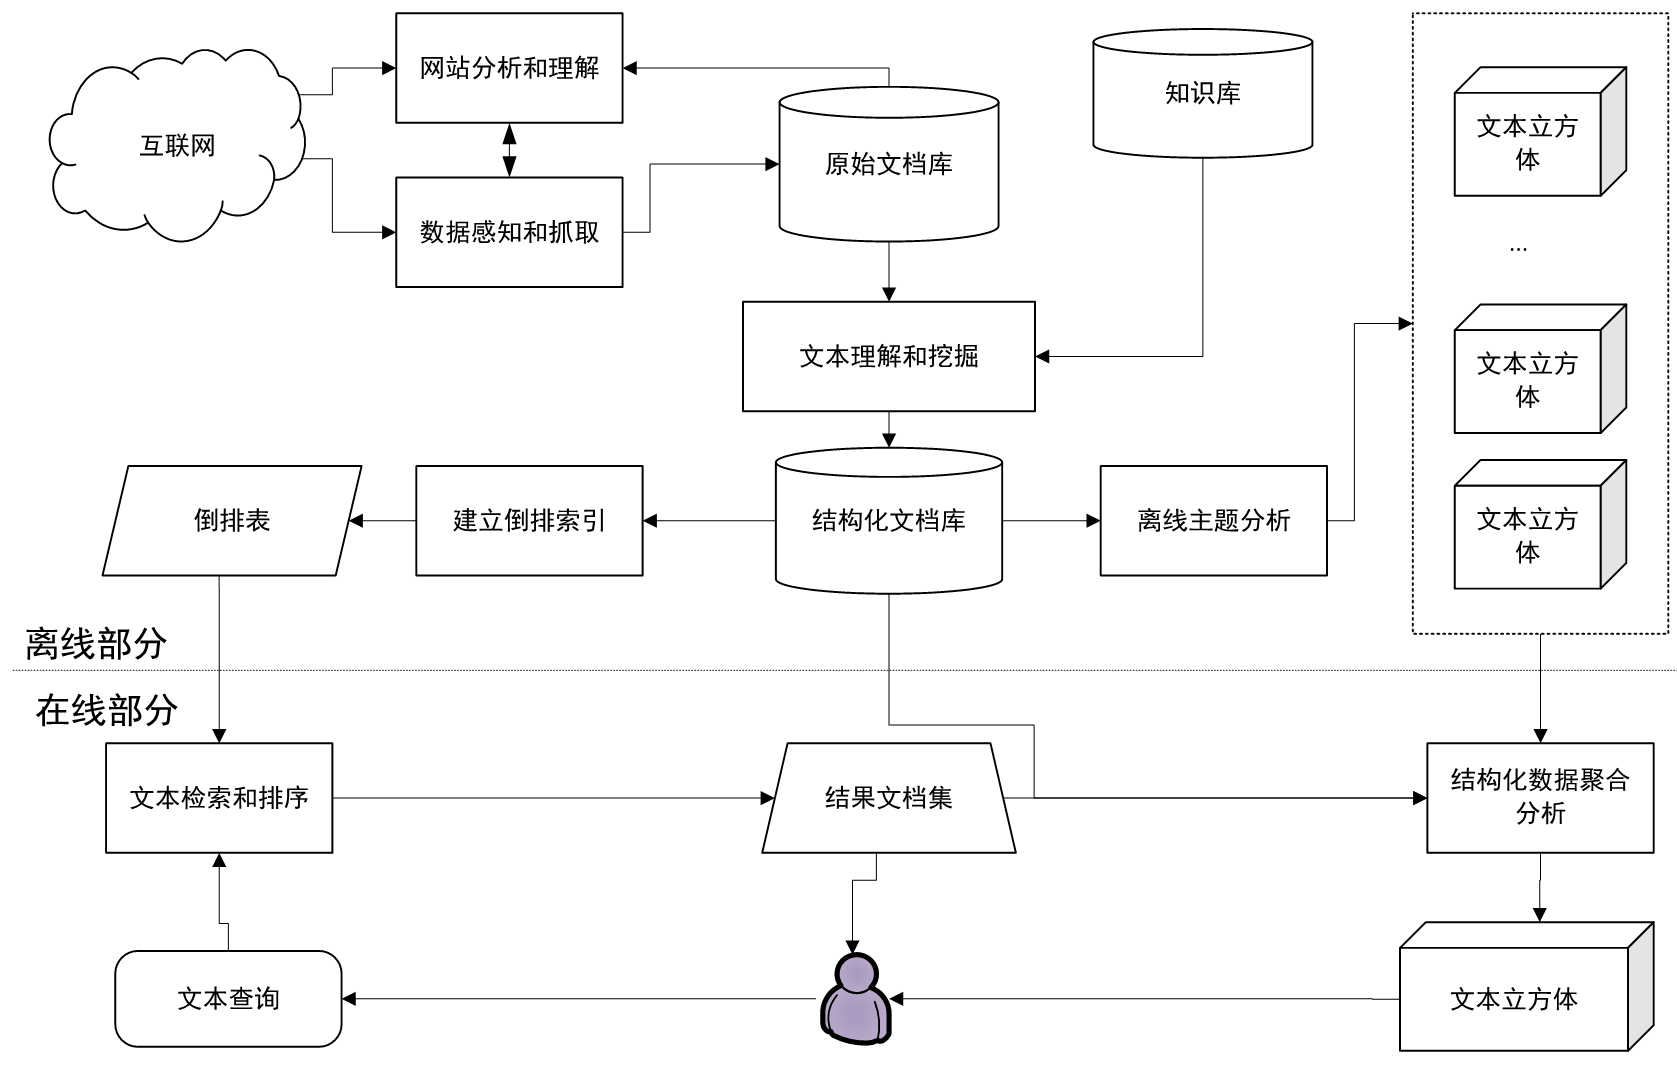 网站分析和理解
互联网
数据感知和抓取
原始文档库
知识库
文本立方
体
...
文本立方
体
文本立方
体
文本理解和挖掘
倒排表
建立倒排索引
结构化文档库
离线主题分析
离线部分
在线部分
文本检索和排序
结果文档集
结构化数据聚合
分析
文本查询
文本立方体